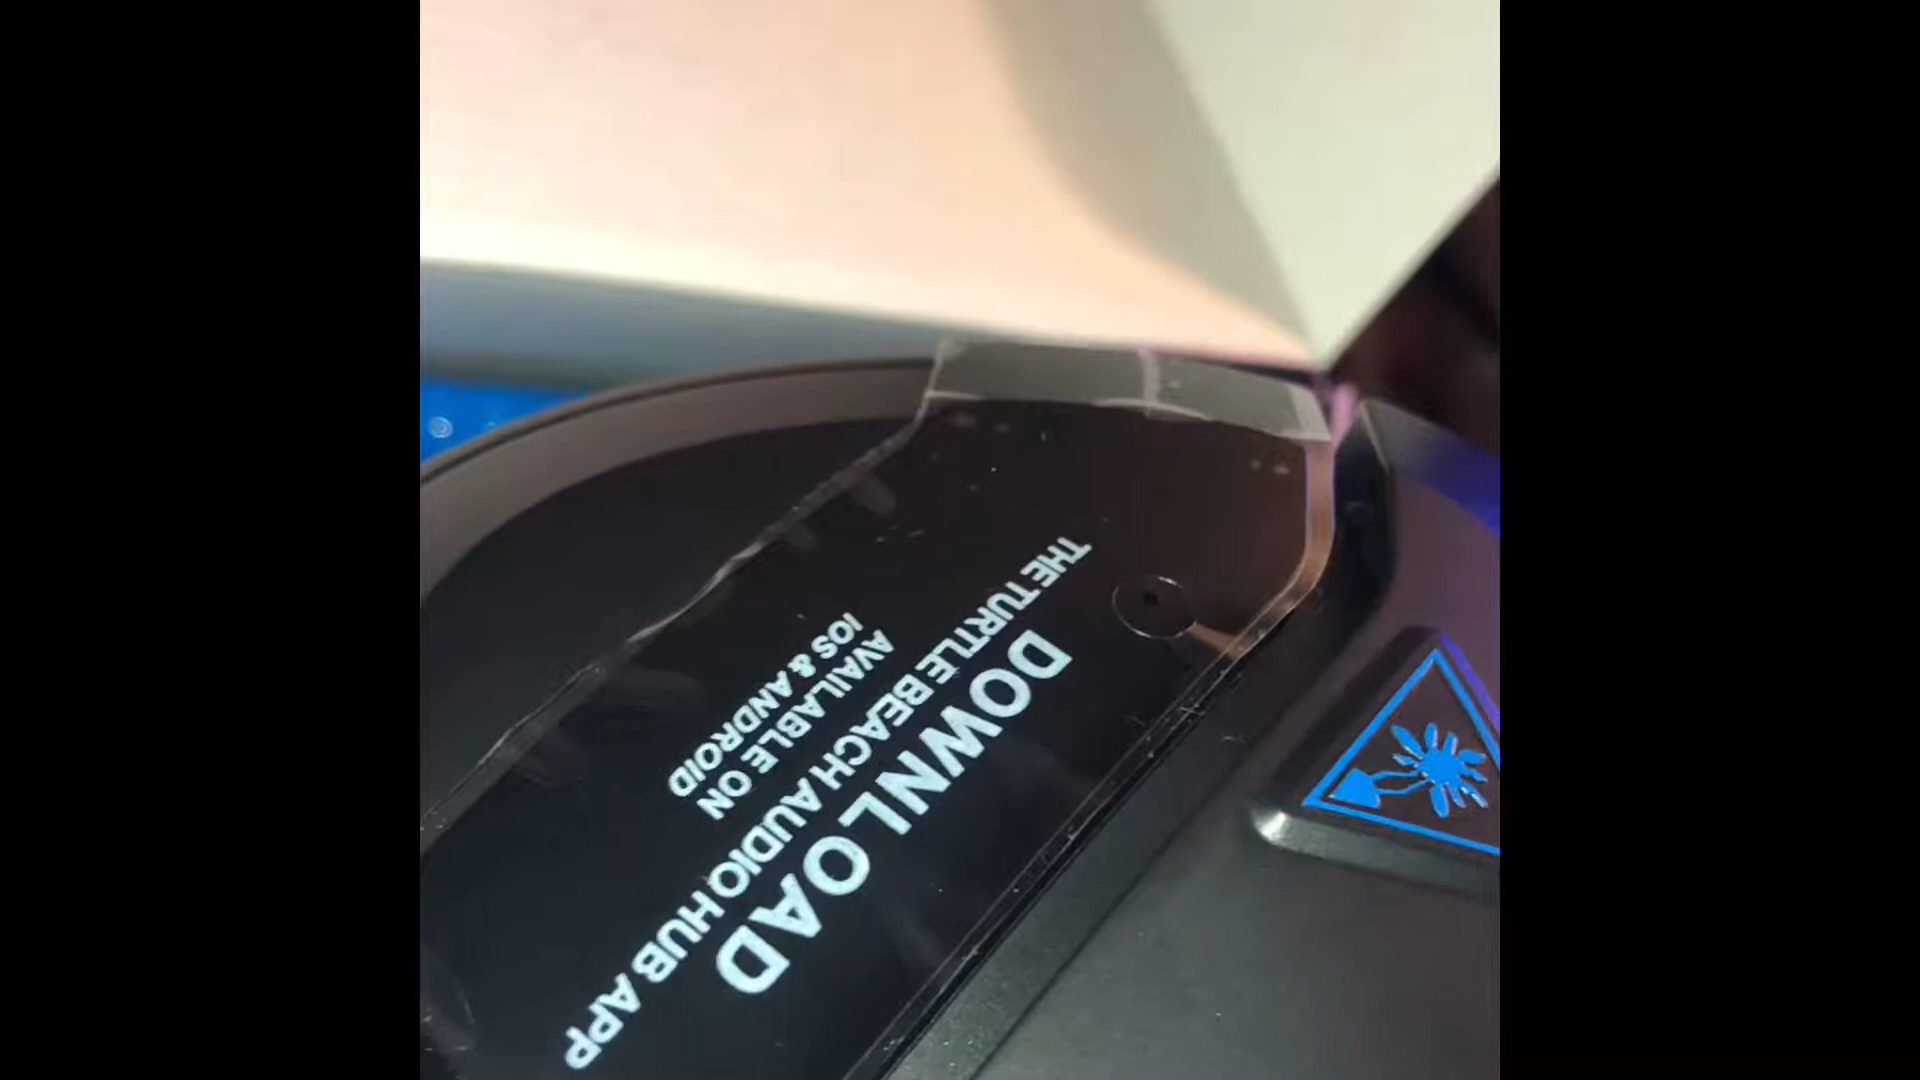 DOWNLOAD
THE TURTLE BEACH AUDIO HUB APP
AVAILABLE ON
IOS & ANDROID